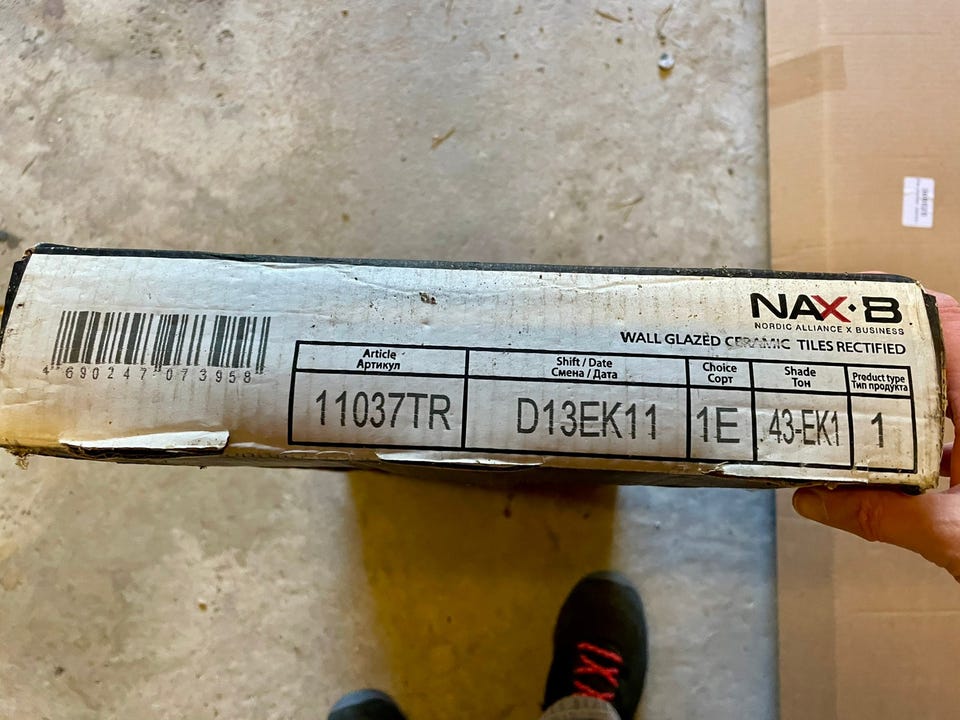 NAX·B
NORDIC ALLIANCE X BUSINESS
WALL GLAZED CERAMIC TILES RECTIFIED
4 690247 073958
Article Shift / Date Choice Shade Product type
Артикул Смена / Дата Сорт Тон Тип продукта
11037TR D13EK11 1E 43-EK1 1